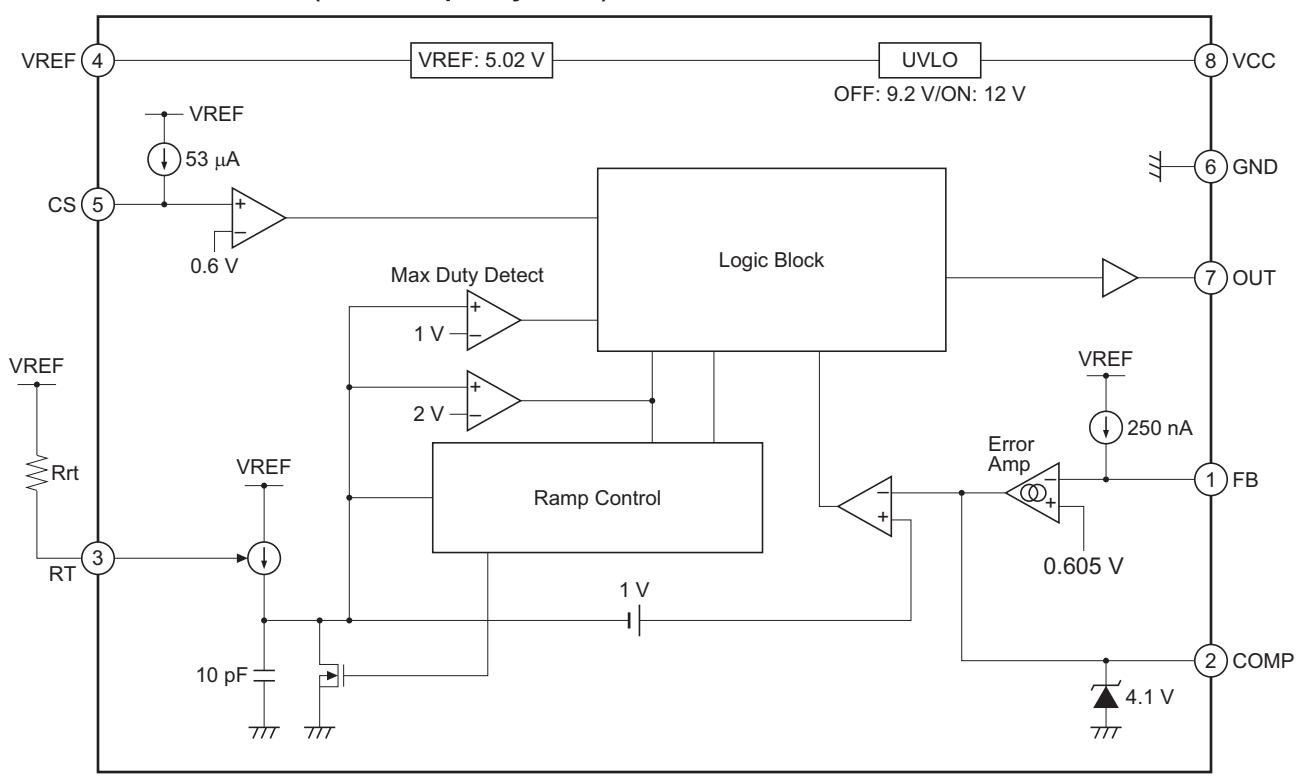 VREF 4
VREF: 5.02 V
UVLO
8 VCC
OFF: 9.2 V/ON: 12 V
VREF
53 μA
CS 5
+
−
0.6 V
6 GND
Logic Block
7 OUT
Max Duty Detect
+
1 V −
+
2 V −
VREF
Rrt
VREF
3
RT
Ramp Control
VREF
250 nA
Error
Amp
−
+
1 FB
0.605 V
−
+
1 V
10 pF
2 COMP
4.1 V